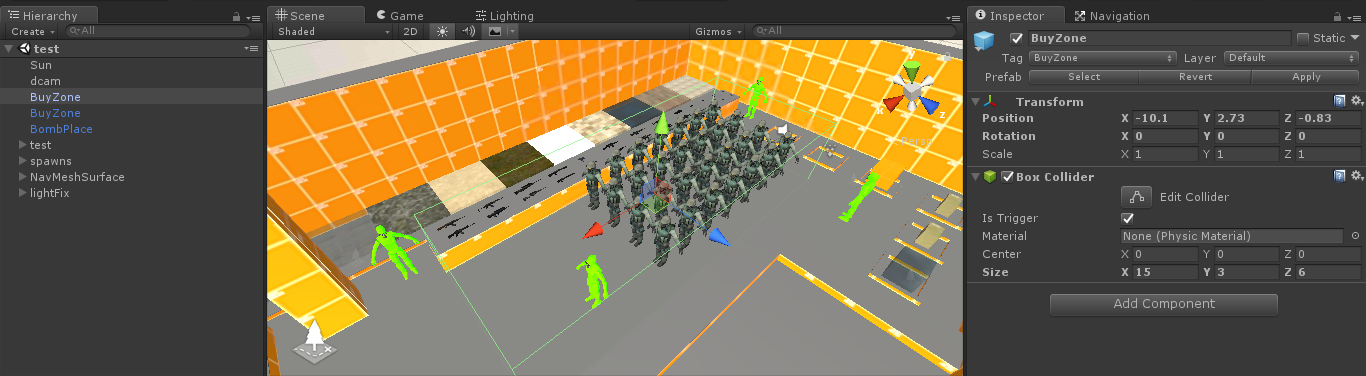 Hierarchy
Create
All
test
Sun
dcam
BuyZone
BuyZone
BombPlace
test
spawns
NavMeshSurface
lightFix
Scene Game Lighting
Shaded 2D Gizmos All
y
x
z
Persp
Inspector Navigation
BuyZone Static
Tag BuyZone Layer Default
Prefab Select Revert Apply
Transform
Position X -10.1 Y 2.73 Z -0.83
Rotation X 0 Y 0 Z 0
Scale X 1 Y 1 Z 1
Box Collider
Edit Collider
Is Trigger
Material None (Physic Material)
Center X 0 Y 0 Z 0
Size X 15 Y 3 Z 6
Add Component